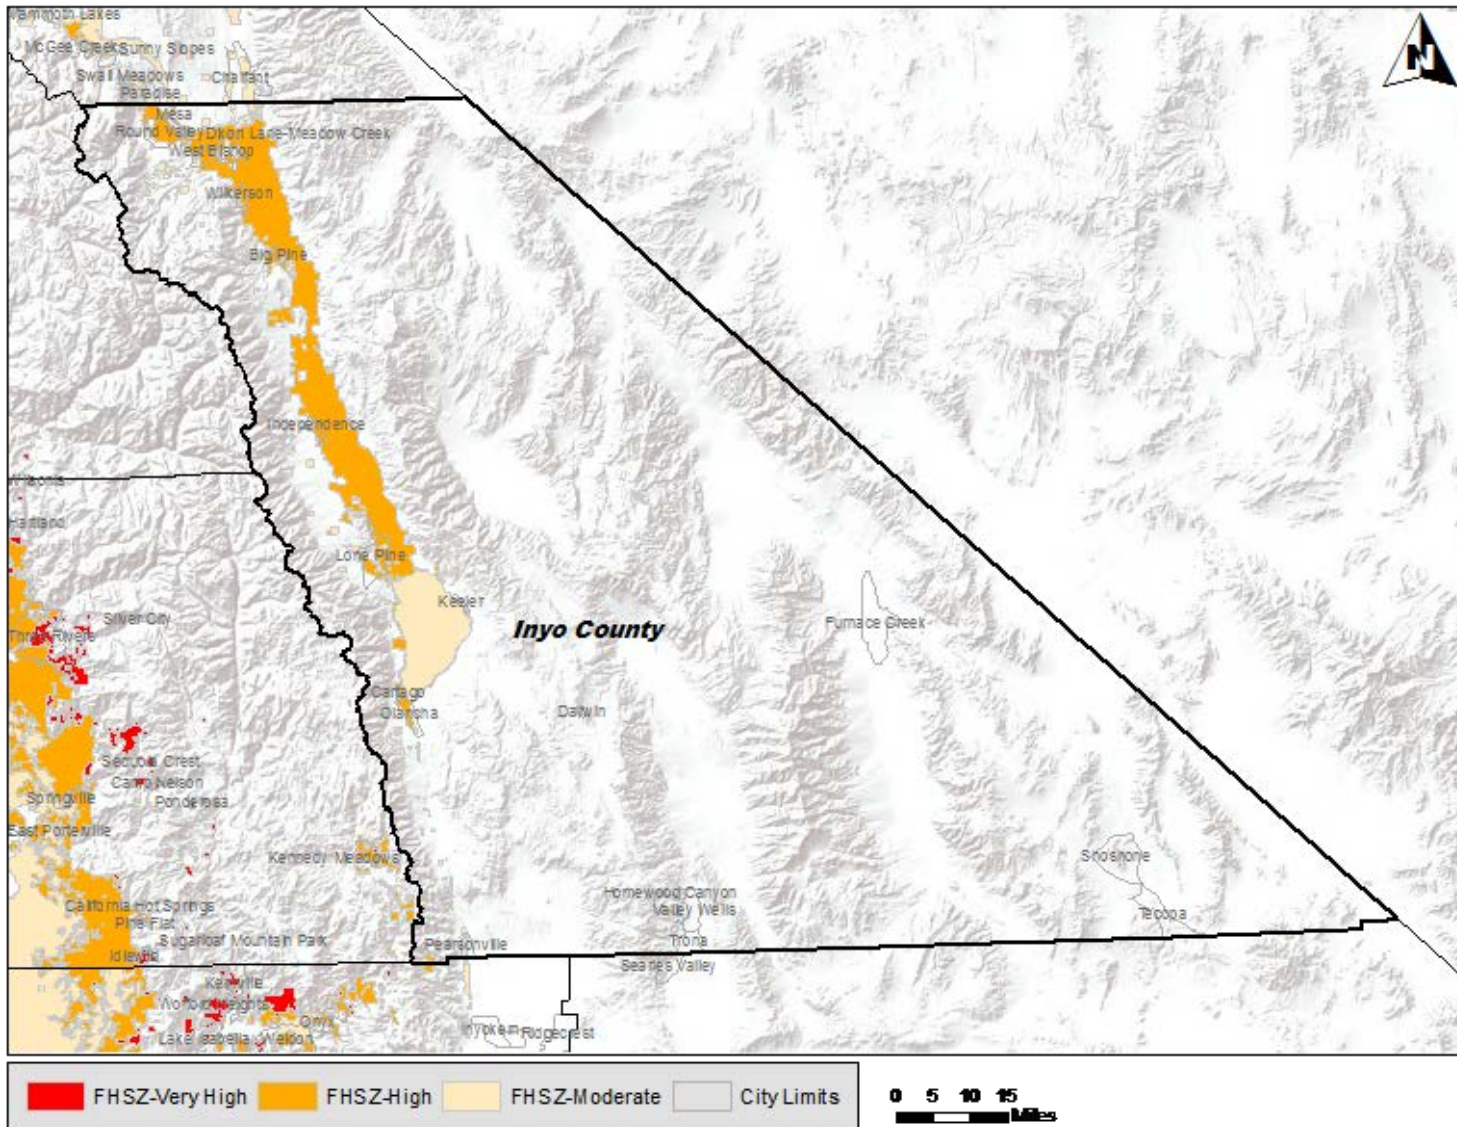 Mammoth Lakes
McGee Creek Sunny Slopes
Swall Meadows Chalfant
Paradise
Mesa
Round Valley Dixon Lane-Meadow Creek
West Bishop
Wilkerson
Big Pine
Independence
Wilsonia
Hartland
Lone Pine
Keeler
Silver City
Three Rivers
Inyo County
Furnace Creek
Cartago
Olancha
Darwin
Sequoia Crest
Camp Nelson
Springville
Ponderosa
East Porterville
Kennedy Meadows
Shoshone
Homewood Canyon
Valley Wells
California Hot Springs
Pine Flat
Tecopa
Sugarloaf Mountain Park
Pearsonville
Trona
Idlewild
Searles Valley
Kernville
Wofford Heights
Onyx
Inyokern Ridgecrest
Lake Isabella Weldon
N
FHSZ-Very High FHSZ-High FHSZ-Moderate City Limits
0 5 10 15
Miles